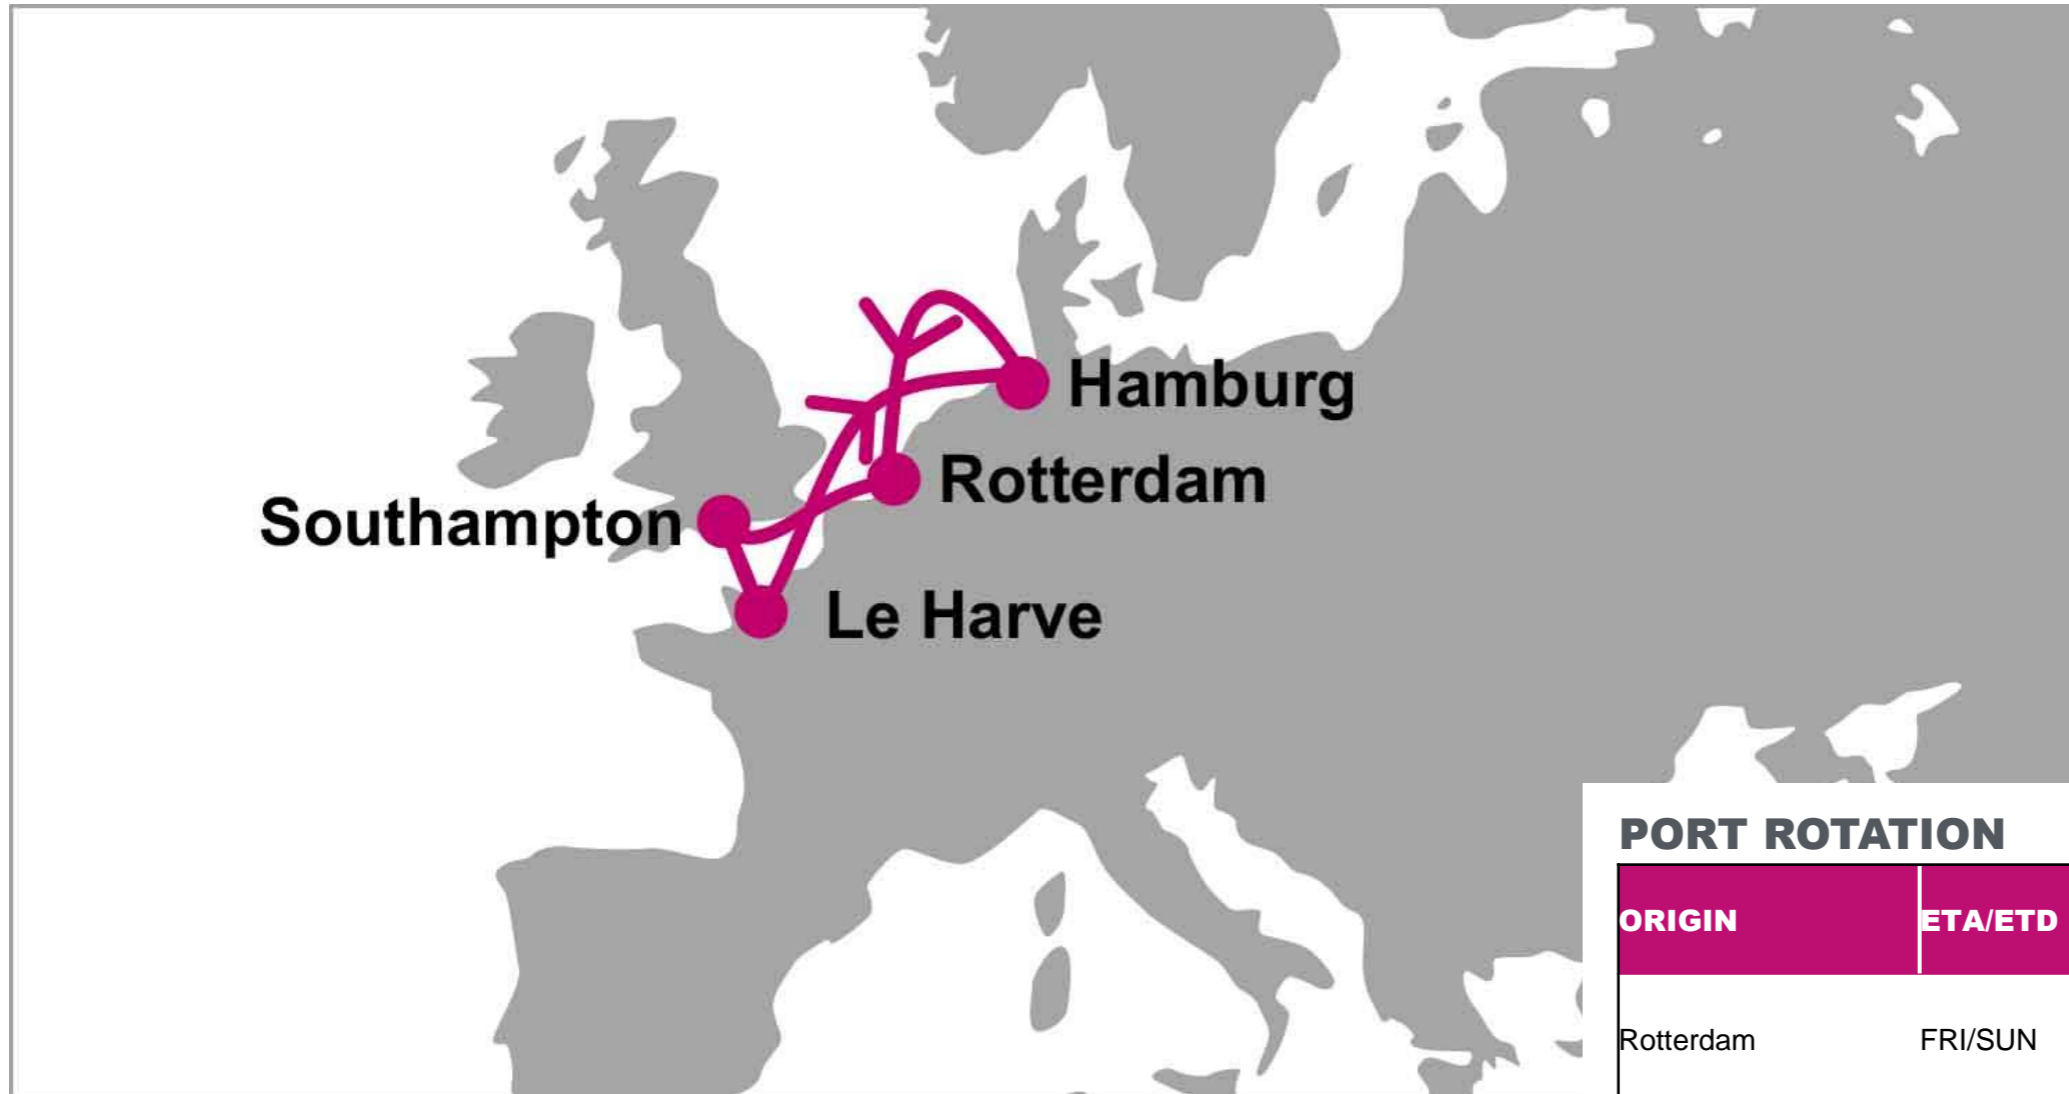 Hamburg
Rotterdam
Southampton
Le Harve
PORT ROTATION
ORIGIN ETA/ETD
Rotterdam FRI/SUN